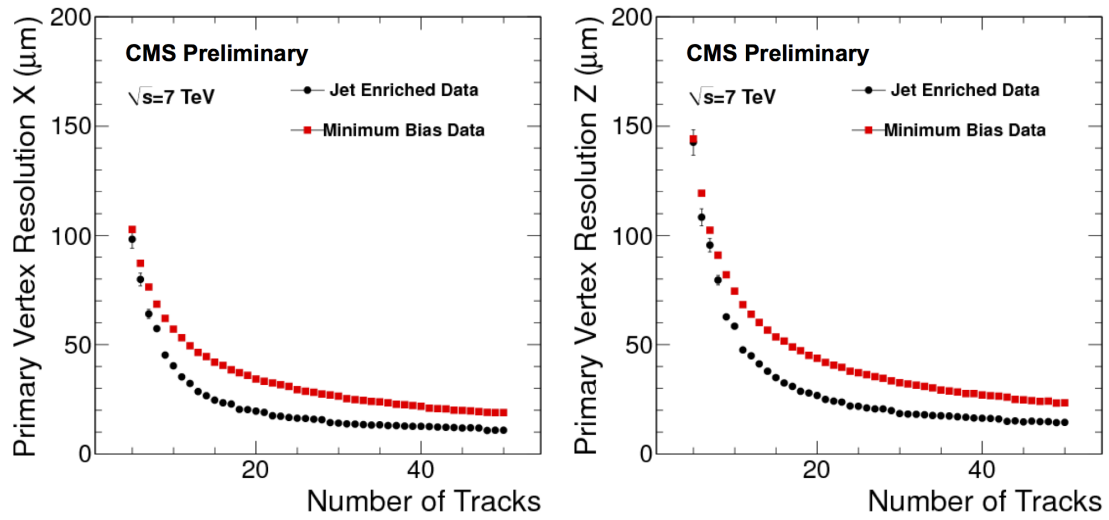 Primary Vertex Resolution X (μm)
200
150
100
50
0
CMS Preliminary
√s=7 TeV
Jet Enriched Data
Minimum Bias Data
20
40
Number of Tracks
Primary Vertex Resolution Z (μm)
200
150
100
50
0
CMS Preliminary
√s=7 TeV
Jet Enriched Data
Minimum Bias Data
20
40
Number of Tracks